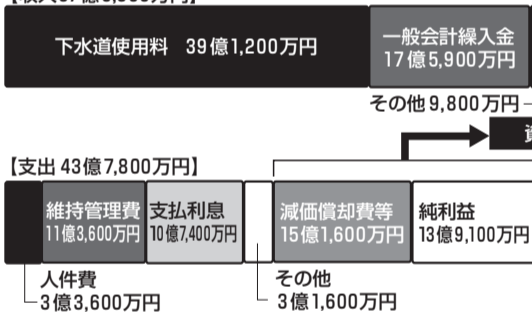 下水道使用料 39億1,200万円
一般会計繰入金
17億5,900万円
その他 9,800万円
【支出 43億7,800万円】
維持管理費
11億3,600万円
支払利息
10億7,400万円
減価償却費等
15億1,600万円
純利益
13億9,100万円
人件費
3億3,600万円
その他
3億1,600万円